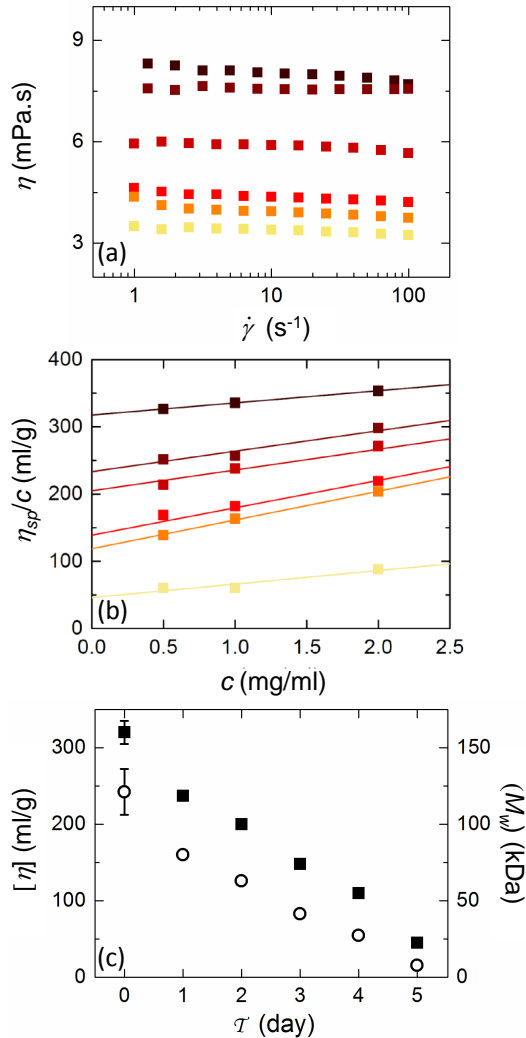 9
6
3
η (mPa.s)
(a)
1 10 100
γ̇ (s⁻¹)
400
300
200
100
0
η_sp/c (ml/g)
(b)
0.0 0.5 1.0 1.5 2.0 2.5
c (mg/ml)
300
200
100
0
[η] (ml/g)
150
100
50
0
(M_w) (kDa)
(c)
0 1 2 3 4 5
τ (day)